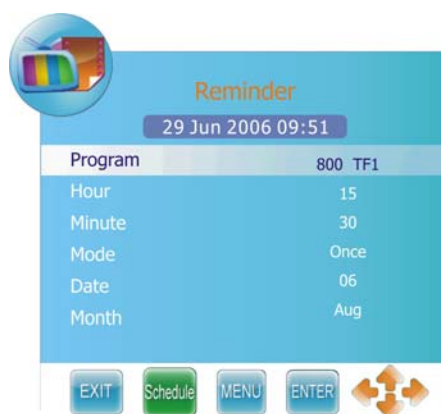 Reminder
29 Jun 2006 09:51
Program 800 TF1
Hour 15
Minute 30
Mode Once
Date 06
Month Aug
EXIT Schedule MENU ENTER